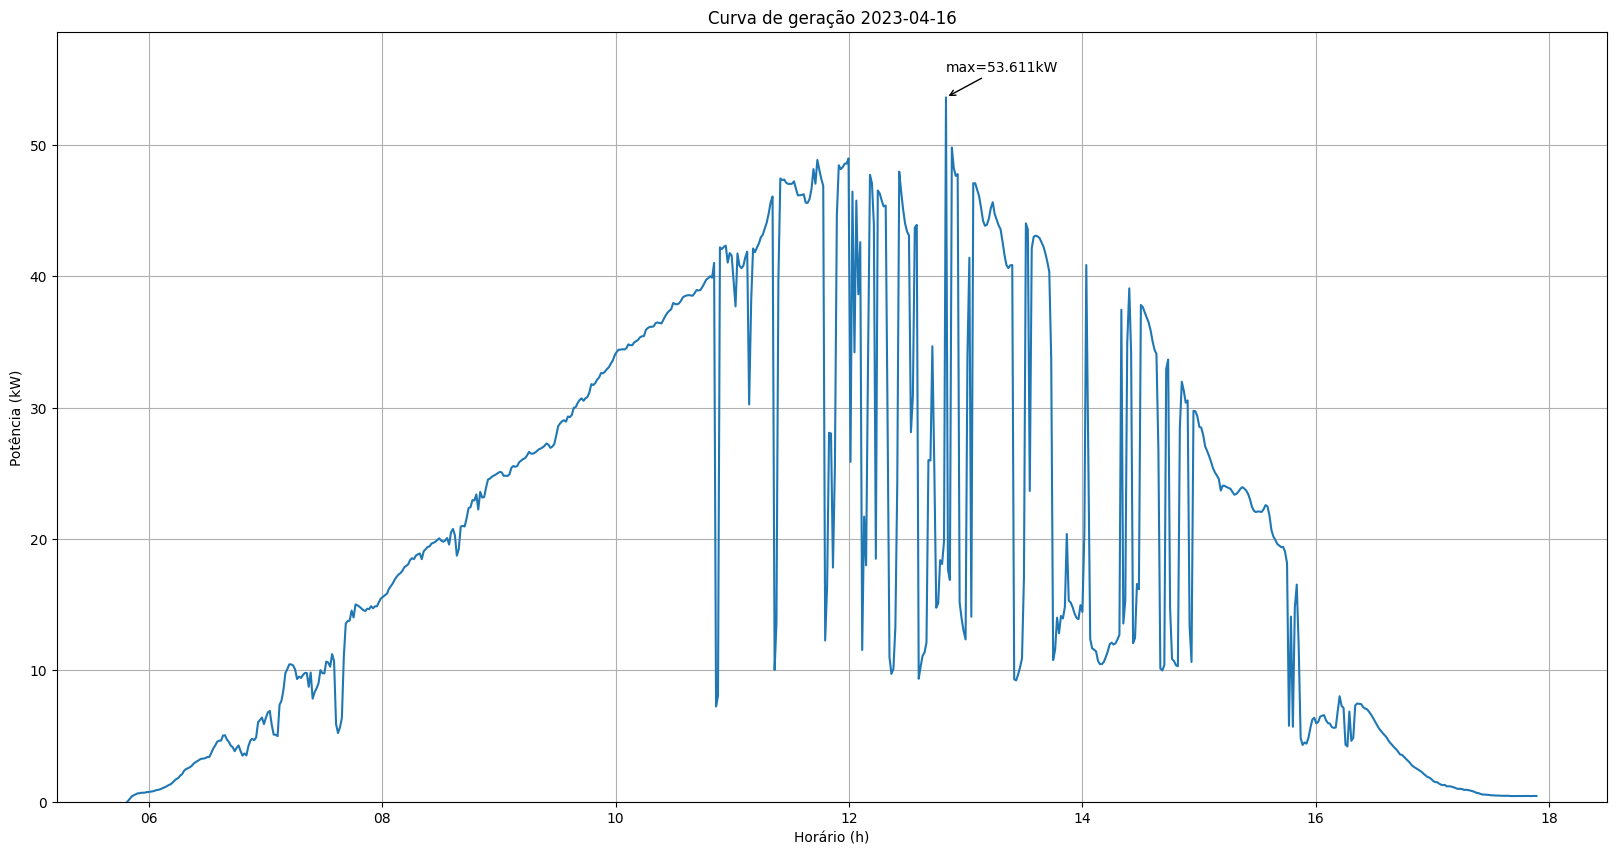 Curva de geração 2023-04-16
max=53.611kW
Potência (kW)
50
40
30
20
10
0
06 08 10 12 14 16 18
Horário (h)